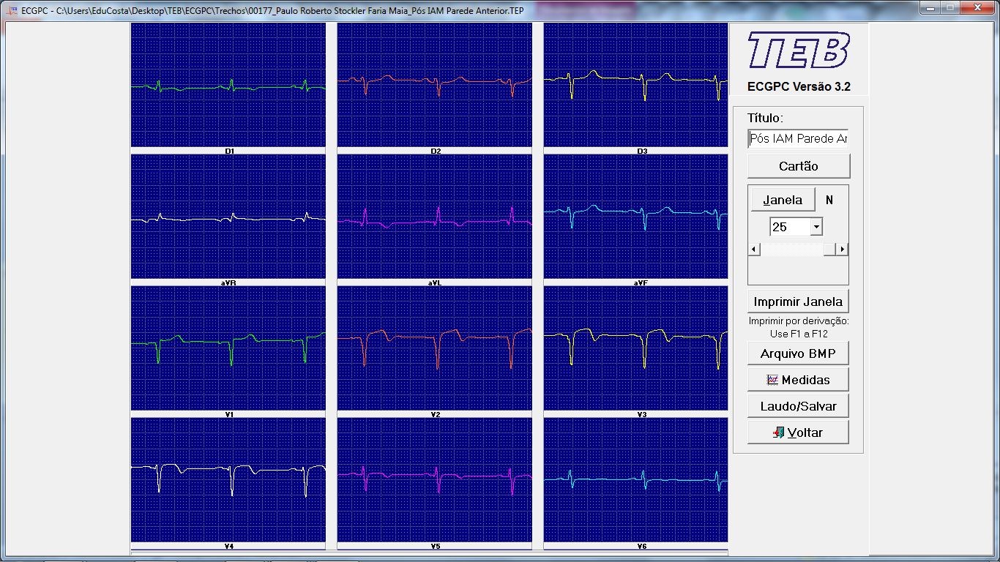 ECGPC - C:\Users\EduCosta\Desktop\TEB\ECGPC\Trechos\00177_Paulo Roberto Stockler Faria Maia_Pós IAM Parede Anterior.TEP
D1
D2
D3
aVR
aVL
aVF
V1
V2
V3
V4
V5
V6
TEB
ECGPC Versão 3.2
Título:
Pós IAM Parede Ar
Cartão
Janela N
25
Imprimir Janela
Imprimir por derivação:
Use F1 a F12
Arquivo BMP
Medidas
Laudo/Salvar
Voltar